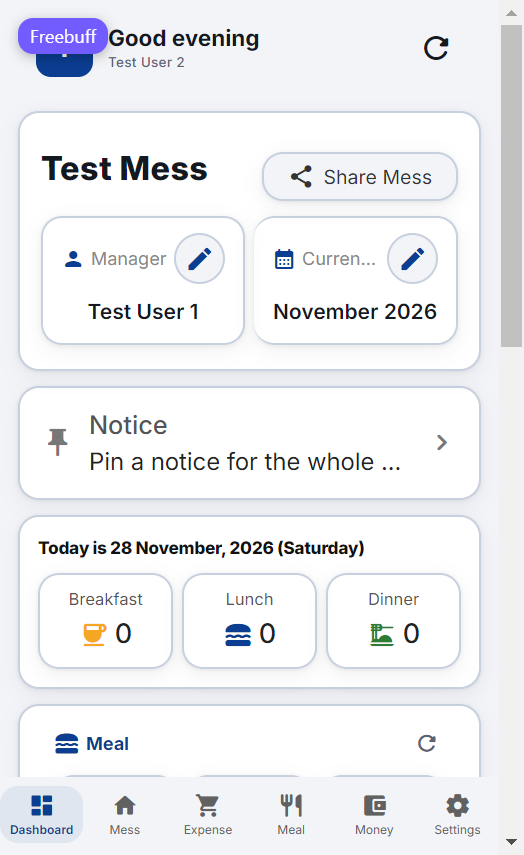 Freebuff
Good evening
Test User 2
Test Mess
Share Mess
Manager
Test User 1
Curren...
November 2026
Notice
Pin a notice for the whole ...
Today is 28 November, 2026 (Saturday)
Breakfast
0
Lunch
0
Dinner
0
Meal
Dashboard
Mess
Expense
Meal
Money
Settings